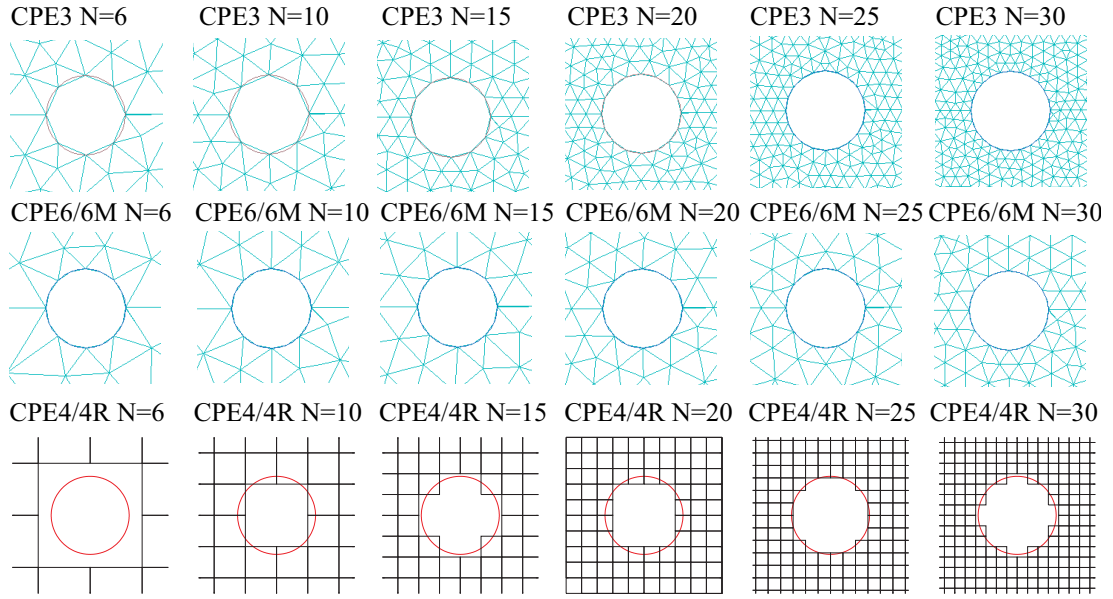 CPE3 N=6 CPE3 N=10 CPE3 N=15 CPE3 N=20 CPE3 N=25 CPE3 N=30
CPE6/6M N=6 CPE6/6M N=10 CPE6/6M N=15 CPE6/6M N=20 CPE6/6M N=25 CPE6/6M N=30
CPE4/4R N=6 CPE4/4R N=10 CPE4/4R N=15 CPE4/4R N=20 CPE4/4R N=25 CPE4/4R N=30